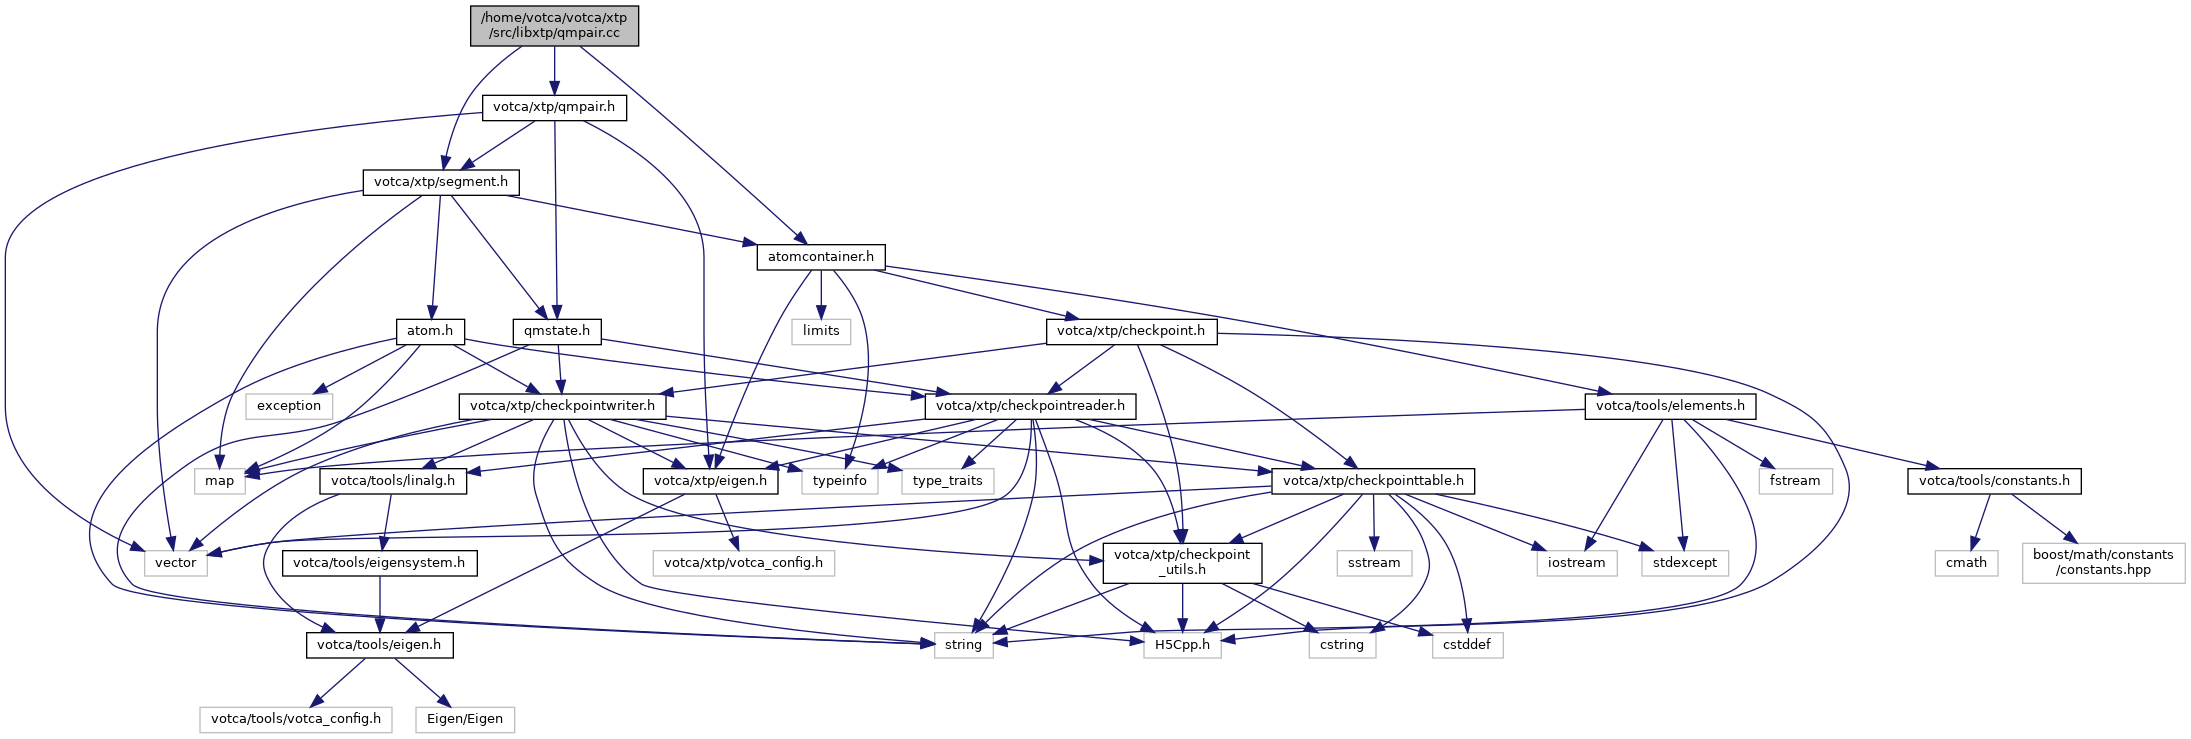 /home/votca/votca/xtp
/src/libxtp/qmpair.cc
votca/xtp/qmpair.h
votca/xtp/segment.h
atomcontainer.h
atom.h
qmstate.h
limits
votca/xtp/checkpoint.h
exception
votca/xtp/checkpointwriter.h
votca/xtp/checkpointreader.h
votca/tools/elements.h
map
votca/tools/linalg.h
votca/xtp/eigen.h
typeinfo
type_traits
votca/xtp/checkpointtable.h
fstream
votca/tools/constants.h
vector
votca/tools/eigensystem.h
votca/xtp/votca_config.h
votca/xtp/checkpoint
_utils.h
sstream
iostream
stdexcept
cmath
boost/math/constants
/constants.hpp
votca/tools/eigen.h
string
H5Cpp.h
cstring
cstddef
votca/tools/votca_config.h
Eigen/Eigen